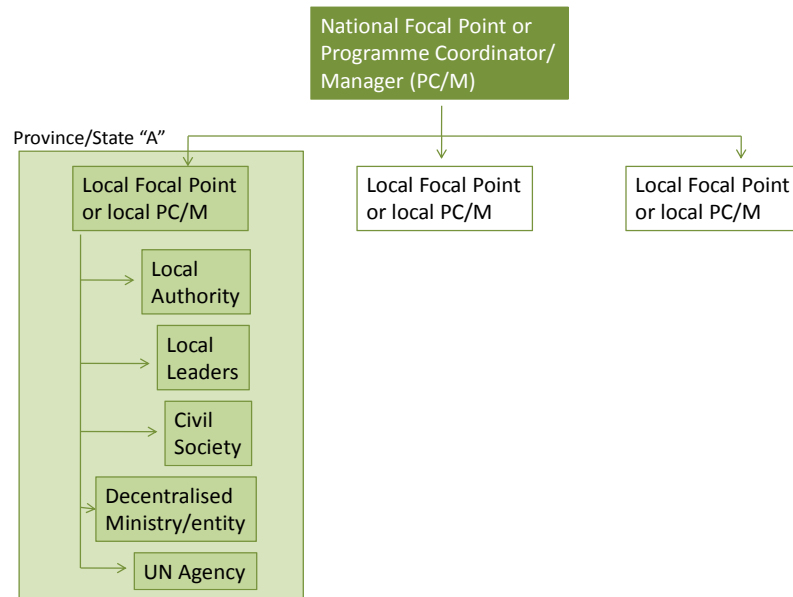 National Focal Point or
Programme Coordinator/
Manager (PC/M)
Province/State “A”
Local Focal Point
or local PC/M
Local Focal Point
or local PC/M
Local Focal Point
or local PC/M
Local
Authority
Local
Leaders
Civil
Society
Decentralised
Ministry/entity
UN Agency